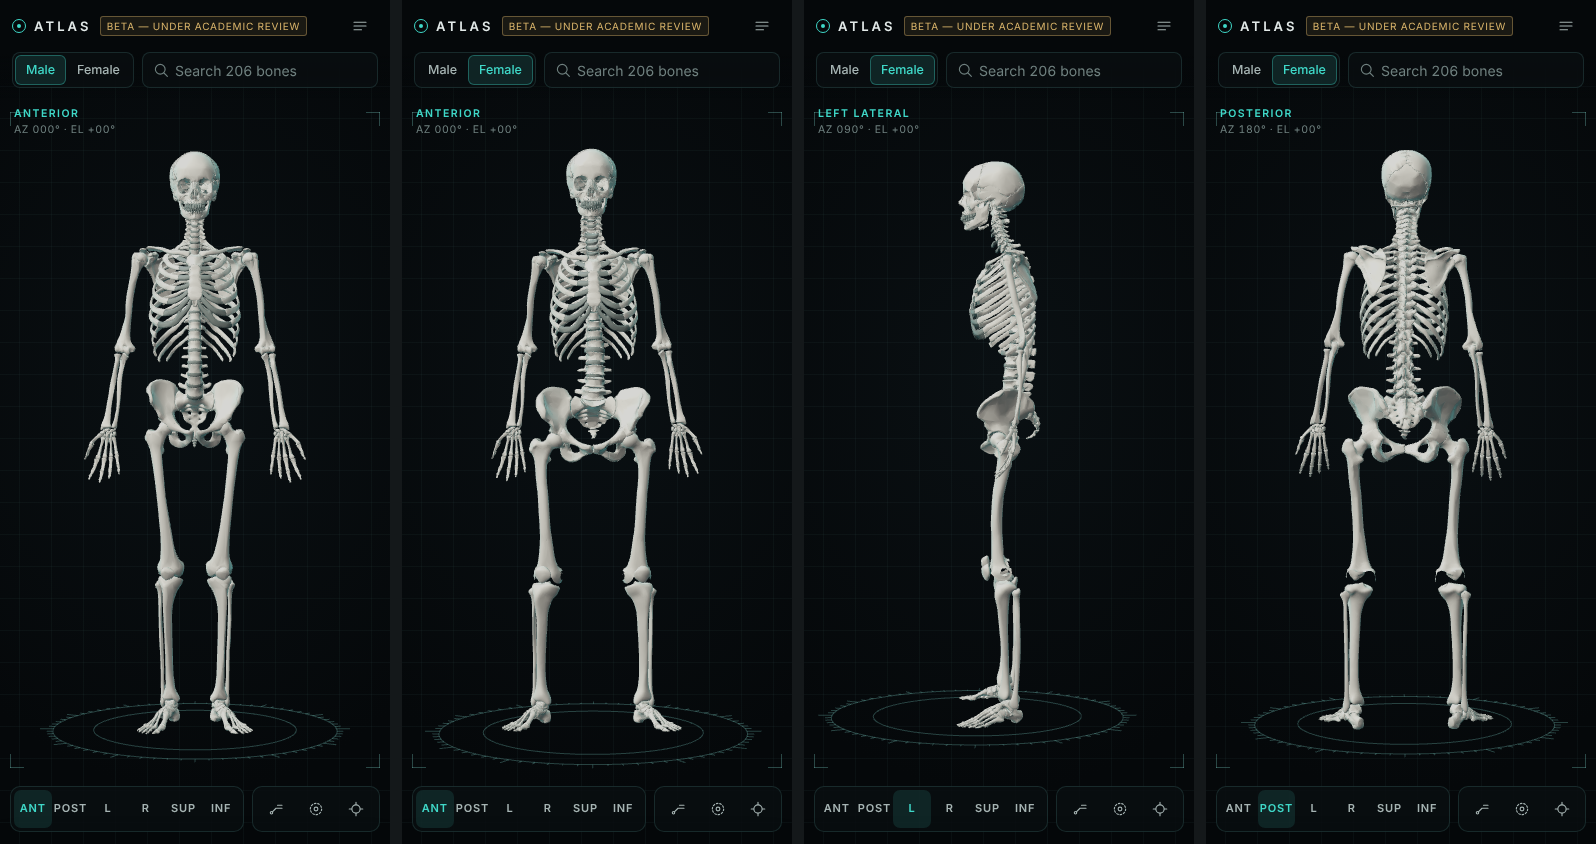 ATLAS BETA — UNDER ACADEMIC REVIEW
Male Female Search 206 bones
ANTERIOR
AZ 000° · EL +00°
ANT POST L R SUP INF
ATLAS BETA — UNDER ACADEMIC REVIEW
Male Female Search 206 bones
ANTERIOR
AZ 000° · EL +00°
ANT POST L R SUP INF
ATLAS BETA — UNDER ACADEMIC REVIEW
Male Female Search 206 bones
LEFT LATERAL
AZ 090° · EL +00°
ANT POST L R SUP INF
ATLAS BETA — UNDER ACADEMIC REVIEW
Male Female Search 206 bones
POSTERIOR
AZ 180° · EL +00°
ANT POST L R SUP INF